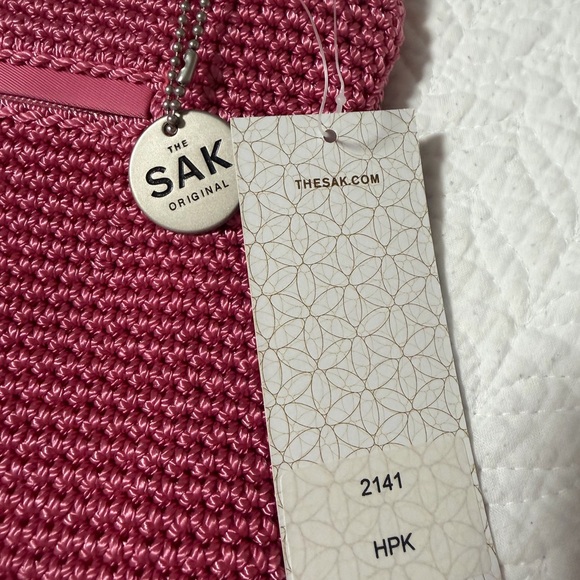 THE
SAK
ORIGINAL
THESAK.COM
2141
HPK